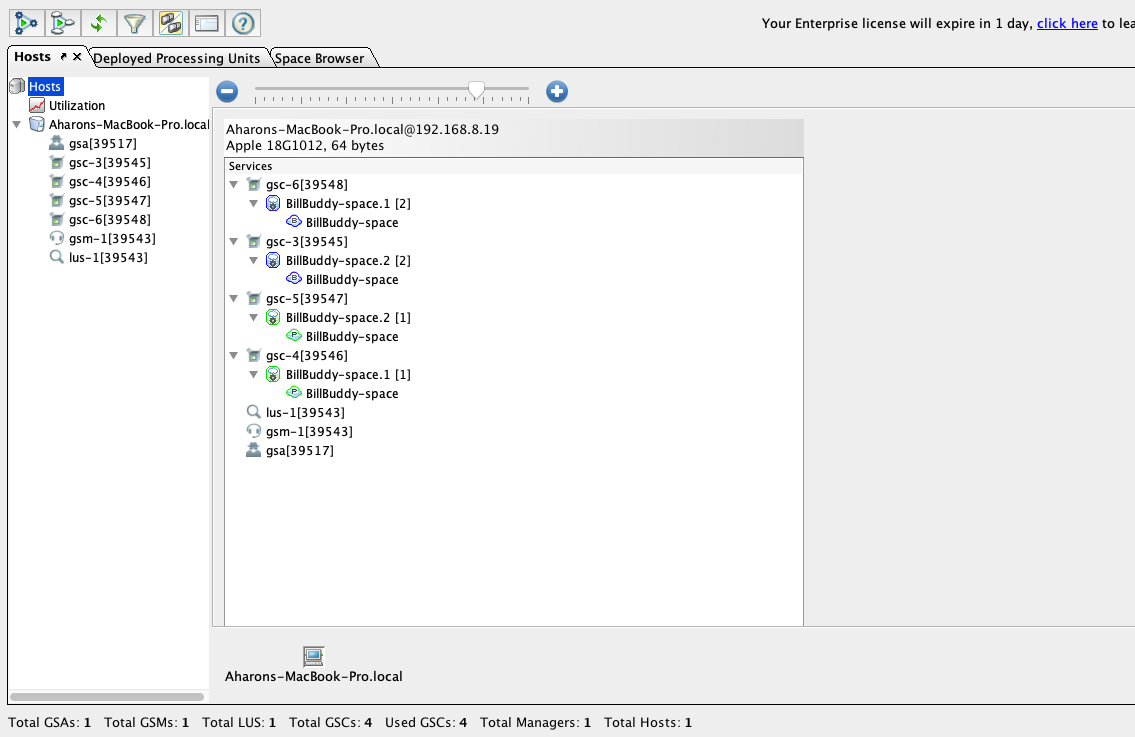 Your Enterprise license will expire in 1 day, click here to lea
Hosts
Deployed Processing Units
Space Browser
Hosts
Utilization
Aharons-MacBook-Pro.local
gsa[39517]
gsc-3[39545]
gsc-4[39546]
gsc-5[39547]
gsc-6[39548]
gsm-1[39543]
lus-1[39543]
Aharons-MacBook-Pro.local@192.168.8.19
Apple 18G1012, 64 bytes
Services
gsc-6[39548]
BillBuddy-space.1 [2]
B BillBuddy-space
gsc-3[39545]
BillBuddy-space.2 [2]
B BillBuddy-space
gsc-5[39547]
BillBuddy-space.2 [1]
P BillBuddy-space
gsc-4[39546]
BillBuddy-space.1 [1]
P BillBuddy-space
lus-1[39543]
gsm-1[39543]
gsa[39517]
Aharons-MacBook-Pro.local
Total GSAs: 1 Total GSMs: 1 Total LUS: 1 Total GSCs: 4 Used GSCs: 4 Total Managers: 1 Total Hosts: 1